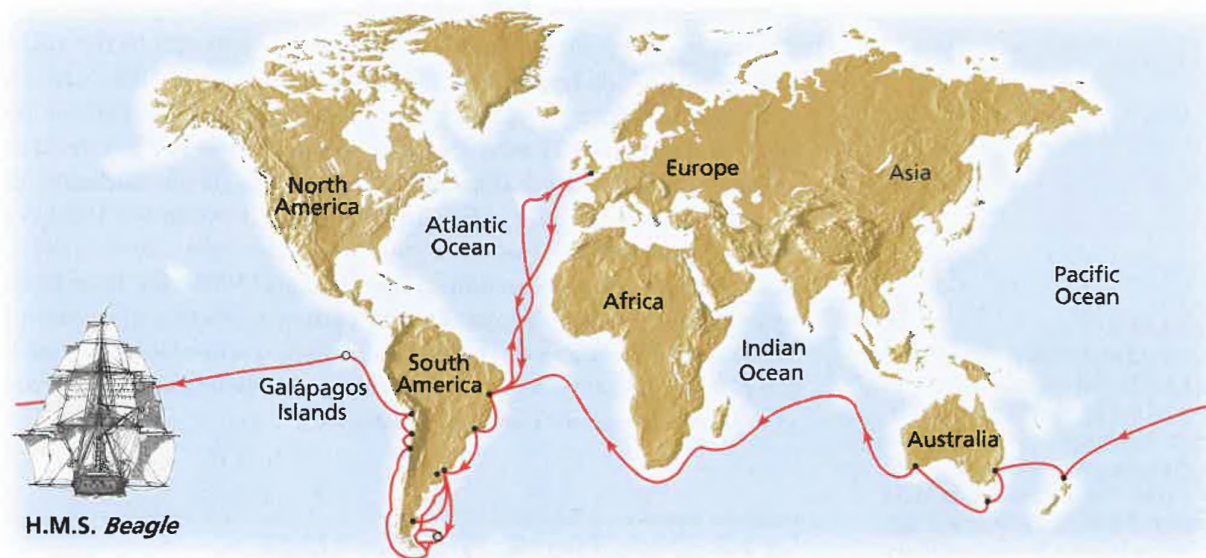 North
America
Atlantic
Ocean
Europe
Asia
Africa
Pacific
Ocean
Indian
Ocean
South
America
Galápagos
Islands
Australia
H.M.S. Beagle